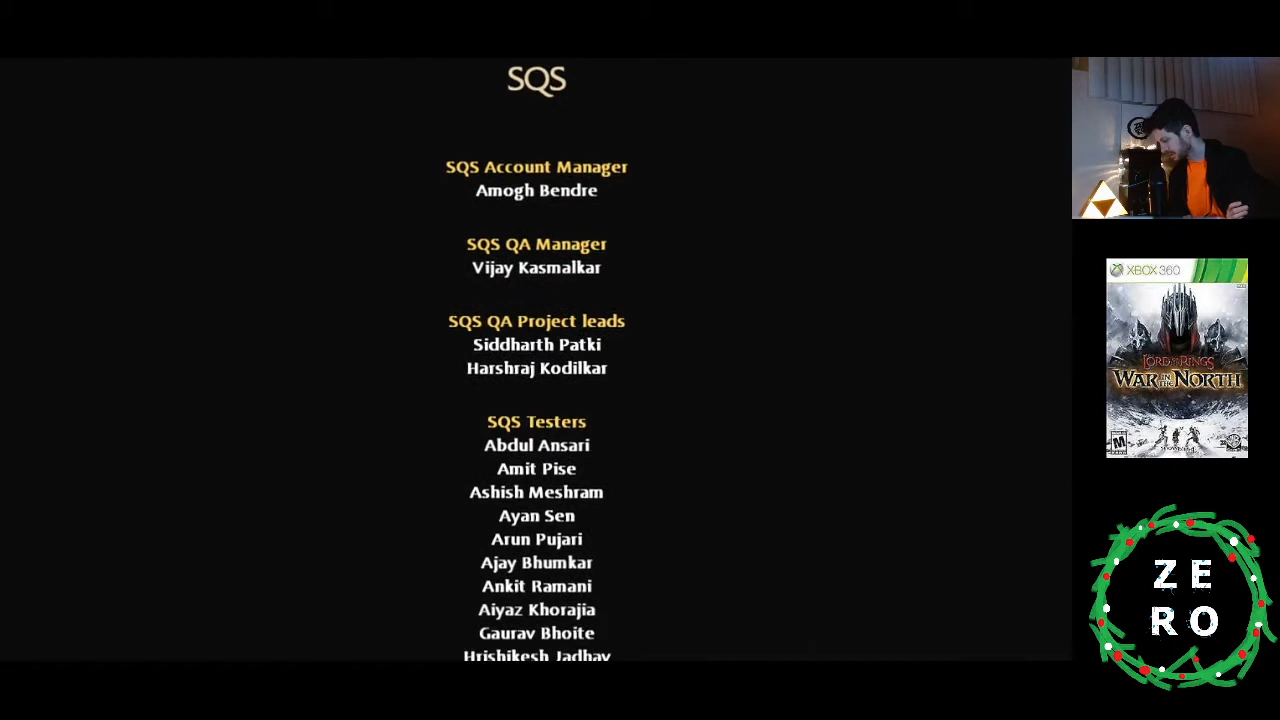 SQS
SQS Account Manager
Amogh Bendre
SQS QA Manager
Vijay Kasmalkar
SQS QA Project leads
Siddharth Patki
Harshraj Kodilkar
SQS Testers
Abdul Ansari
Amit Pise
Ashish Meshram
Ayan Sen
Arun Pujari
Ajay Bhumkar
Ankit Ramani
Aiyaz Khorajia
Gaurav Bhoite
Hrishikesh Jadhav
XBOX 360
THE LORD OF THE RINGS
WAR IN THE NORTH
M
ZE
RO